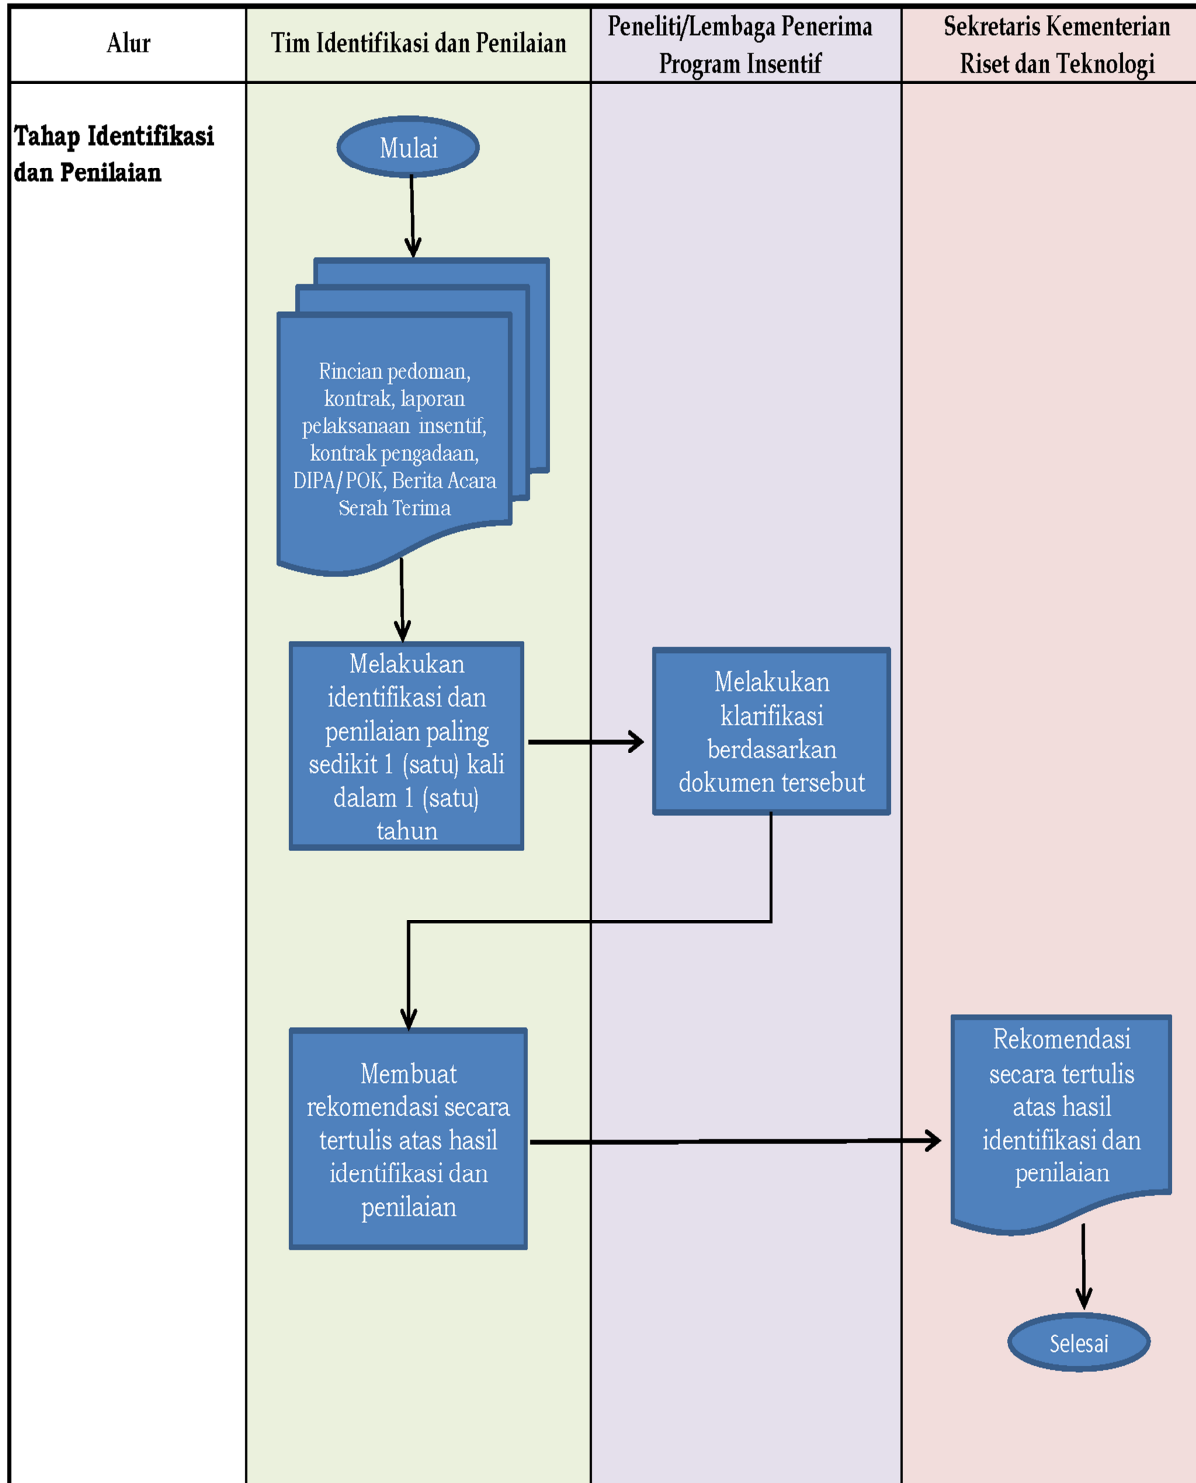 Alur
Tim Identifikasi dan Penilaian
Peneliti/Lembaga Penerima
Program Insentif
Sekretaris Kementerian
Riset dan Teknologi
Tahap Identifikasi
dan Penilaian
Mulai
Rincian pedoman,
kontrak, laporan
pelaksanaan insentif,
kontrak pengadaan,
DIPA/POK, Berita Acara
Serah Terima
Melakukan
identifikasi dan
penilaian paling
sedikit 1 (satu) kali
dalam 1 (satu)
tahun
Melakukan
klarifikasi
berdasarkan
dokumen tersebut
Membuat
rekomendasi secara
tertulis atas hasil
identifikasi dan
penilaian
Rekomendasi
secara tertulis
atas hasil
identifikasi dan
penilaian
Selesai